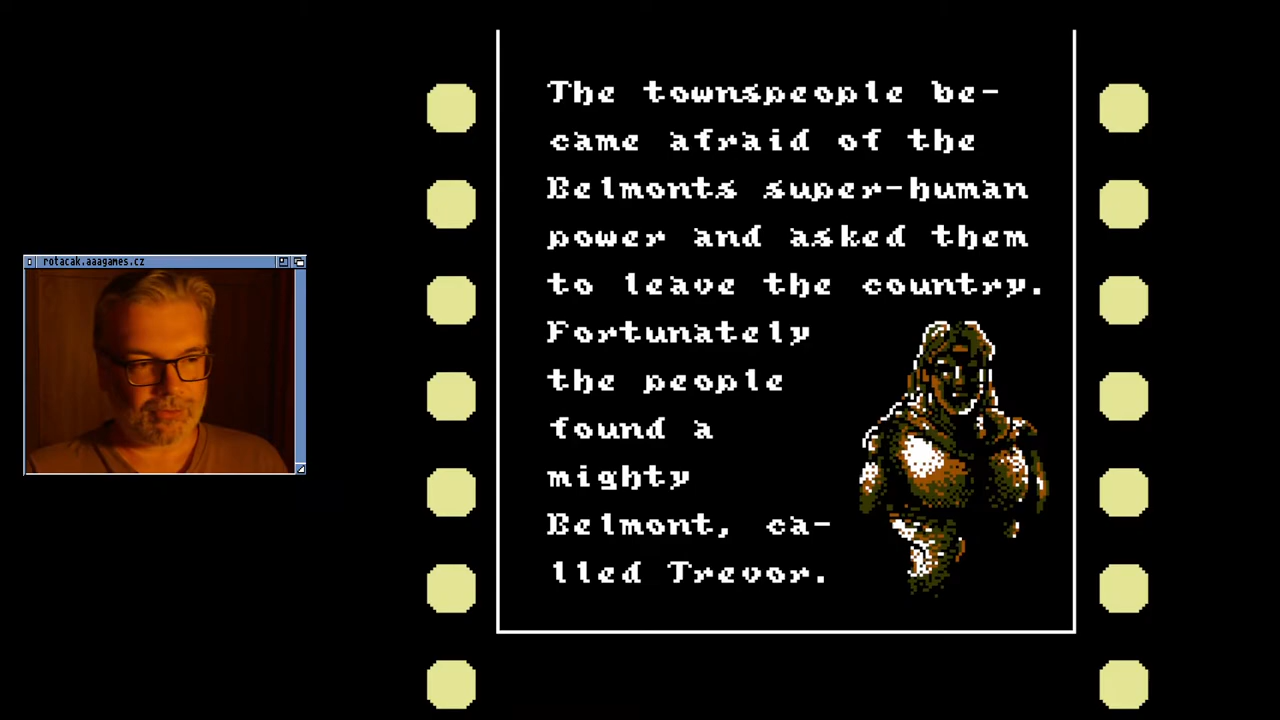 rotacak.aaagames.cz
The townspeople be-
came afraid of the
Belmonts super-human
power and asked them
to leave the country.
Fortunately
the people
found a
mighty
Belmont, ca-
lled Trevor.